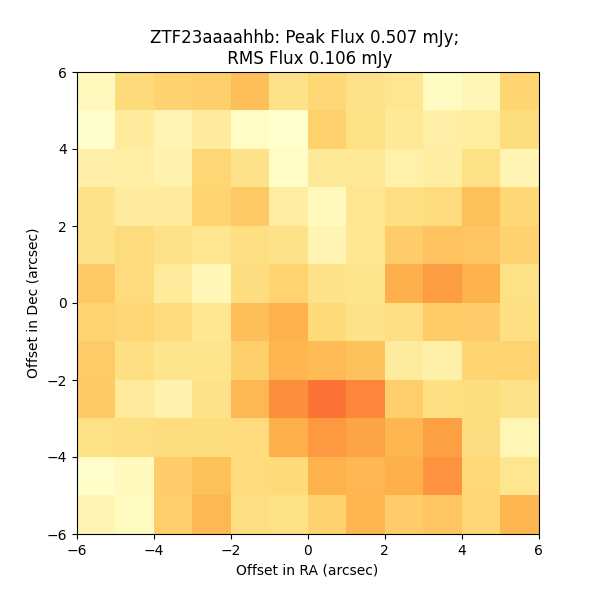 ZTF23aaaahhb: Peak Flux 0.507 mJy;
RMS Flux 0.106 mJy
6
4
2
0
−2
−4
−6
Offset in Dec (arcsec)
−6 −4 −2 0 2 4 6
Offset in RA (arcsec)